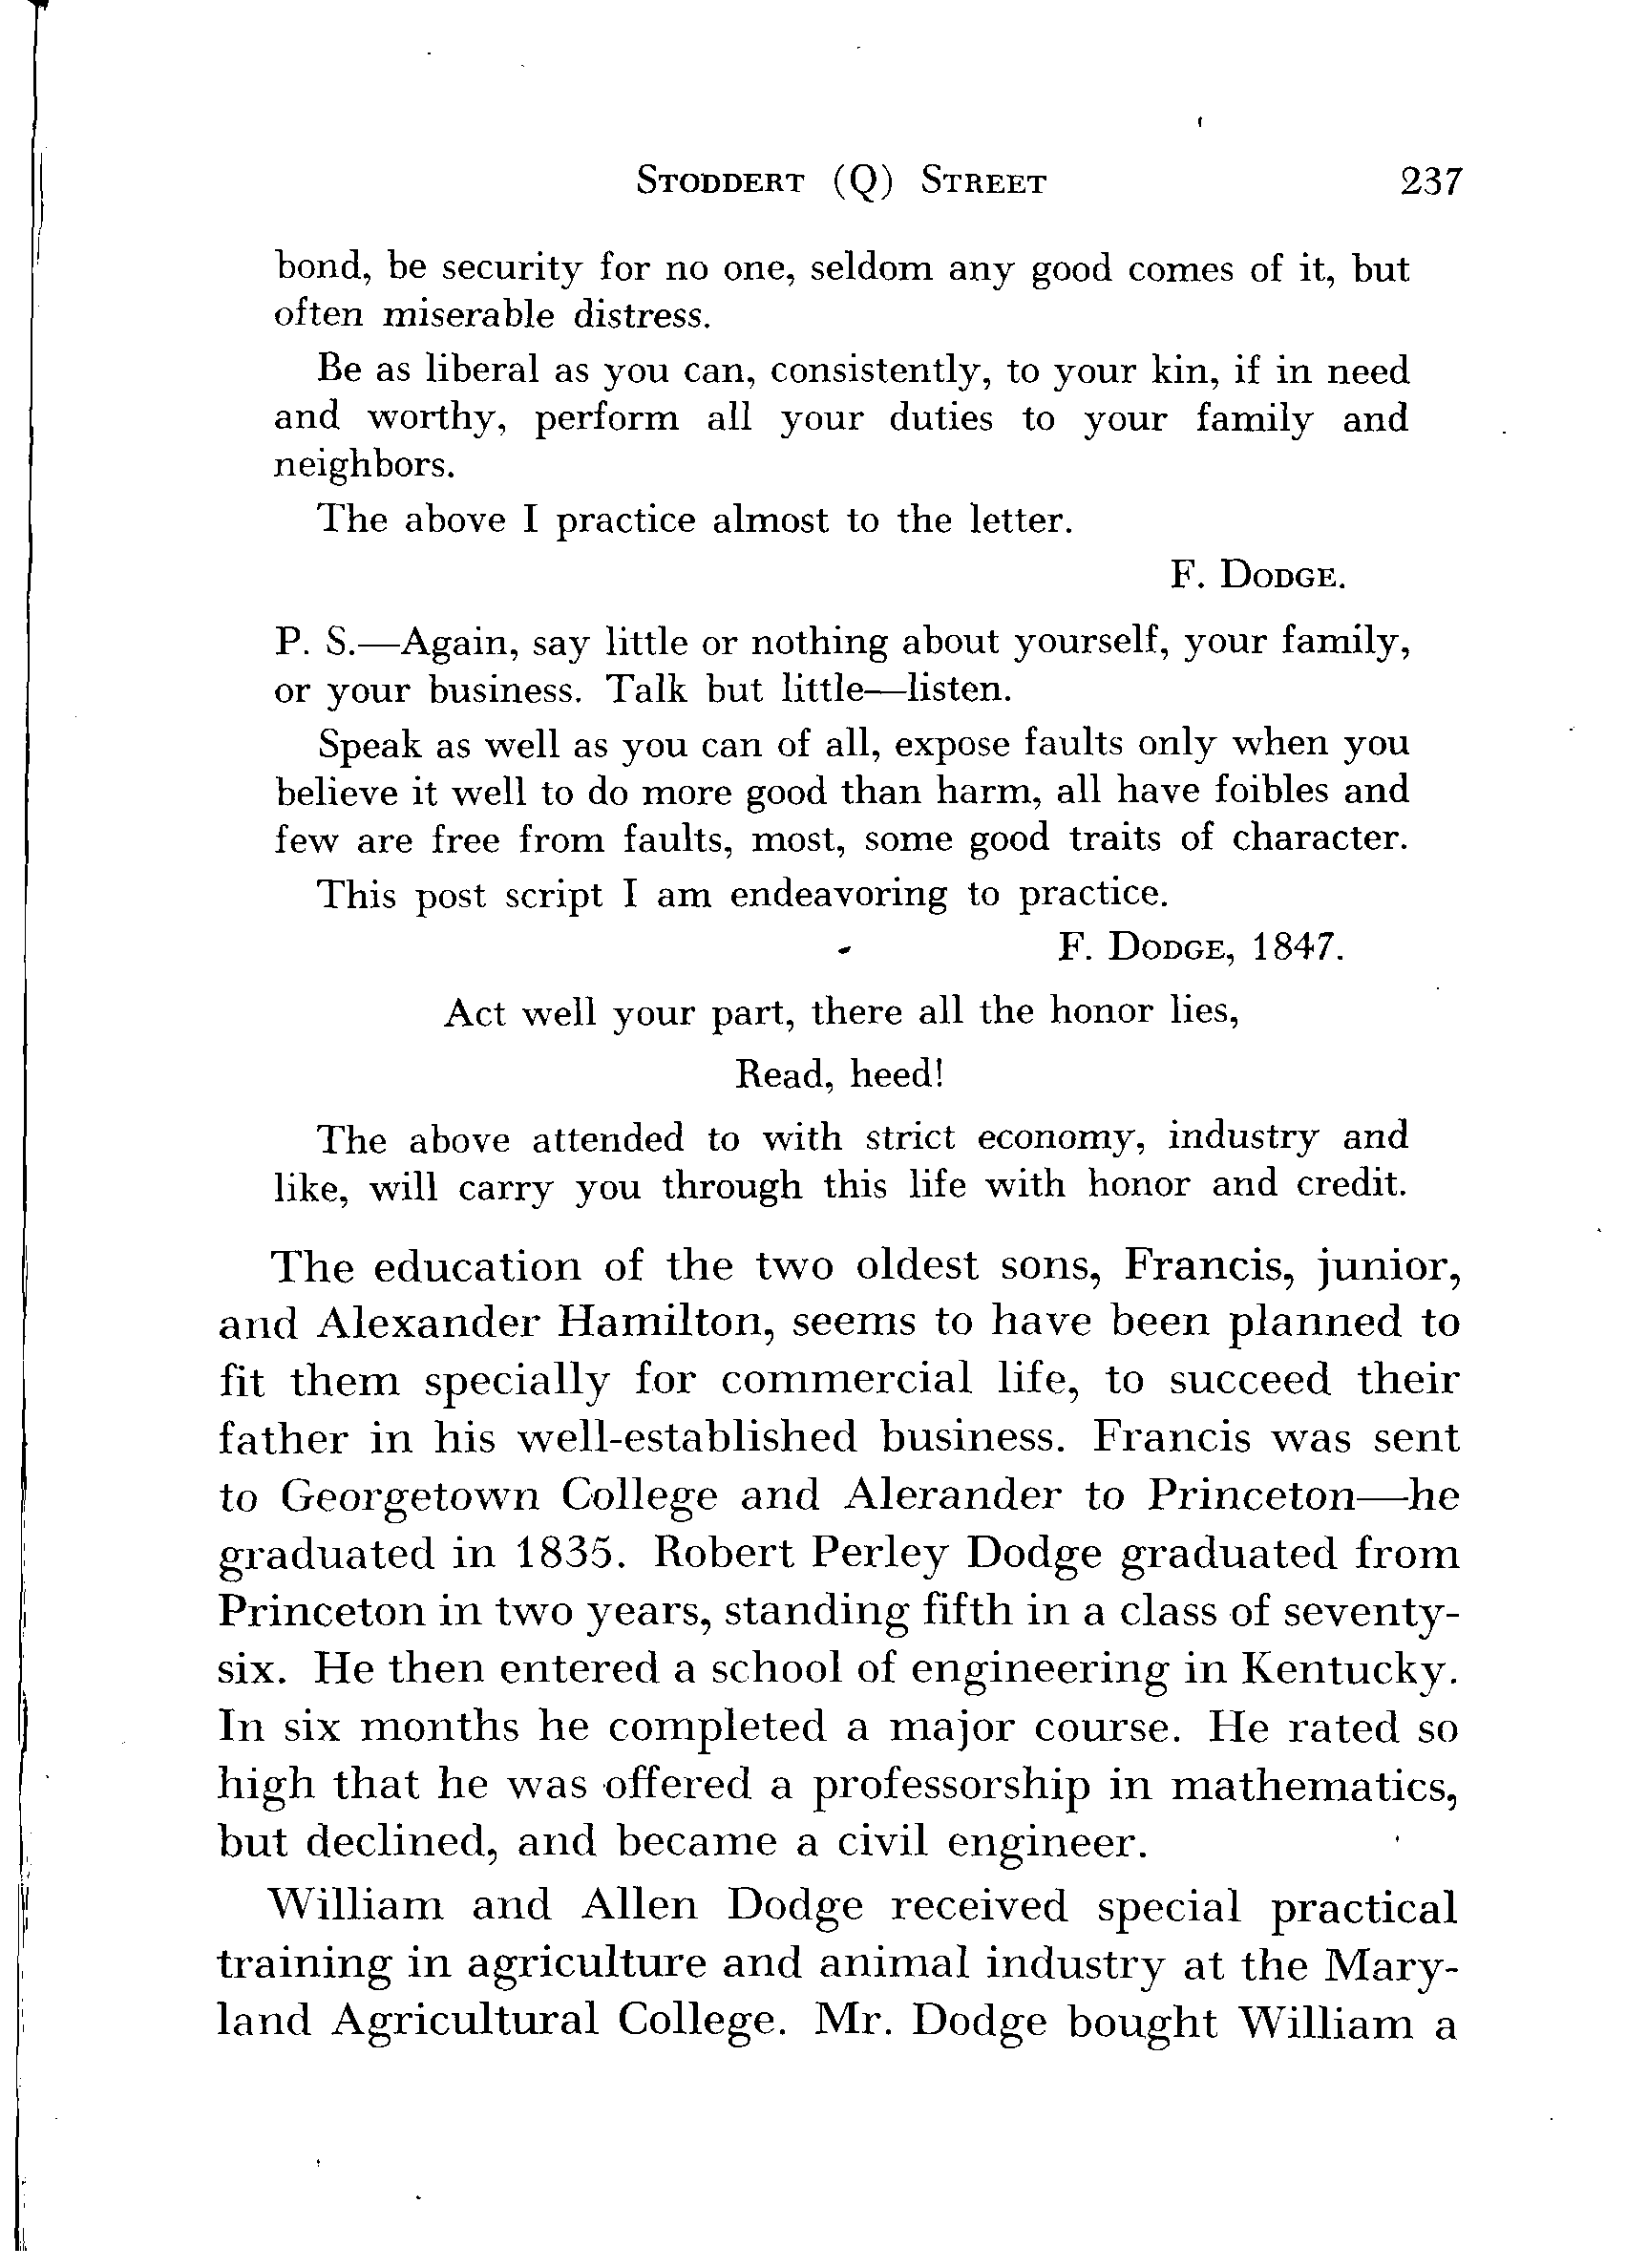 STODDERT (Q) STREET 237
bond, be security for no one, seldom any good comes of it, but
often miserable distress.
Be as liberal as you can, consistently, to your kin, if in need
and worthy, perform all your duties to your family and
neighbors.
The above I practice almost to the letter.
F. DODGE.
P. S.—Again, say little or nothing about yourself, your family,
or your business. Talk but little—listen.
Speak as well as you can of all, expose faults only when you
believe it well to do more good than harm, all have foibles and
few are free from faults, most, some good traits of character.
This post script I am endeavoring to practice.
F. DODGE, 1847.
Act well your part, there all the honor lies,
Read, heed!
The above attended to with strict economy, industry and
like, will carry you through this life with honor and credit.
The education of the two oldest sons, Francis, junior,
and Alexander Hamilton, seems to have been planned to
fit them specially for commercial life, to succeed their
father in his well-established business. Francis was sent
to Georgetown College and Alerander to Princeton—he
graduated in 1835. Robert Perley Dodge graduated from
Princeton in two years, standing fifth in a class of seventy-
six. He then entered a school of engineering in Kentucky.
In six months he completed a major course. He rated so
high that he was offered a professorship in mathematics,
but declined, and became a civil engineer.
William and Allen Dodge received special practical
training in agriculture and animal industry at the Mary-
land Agricultural College. Mr. Dodge bought William a